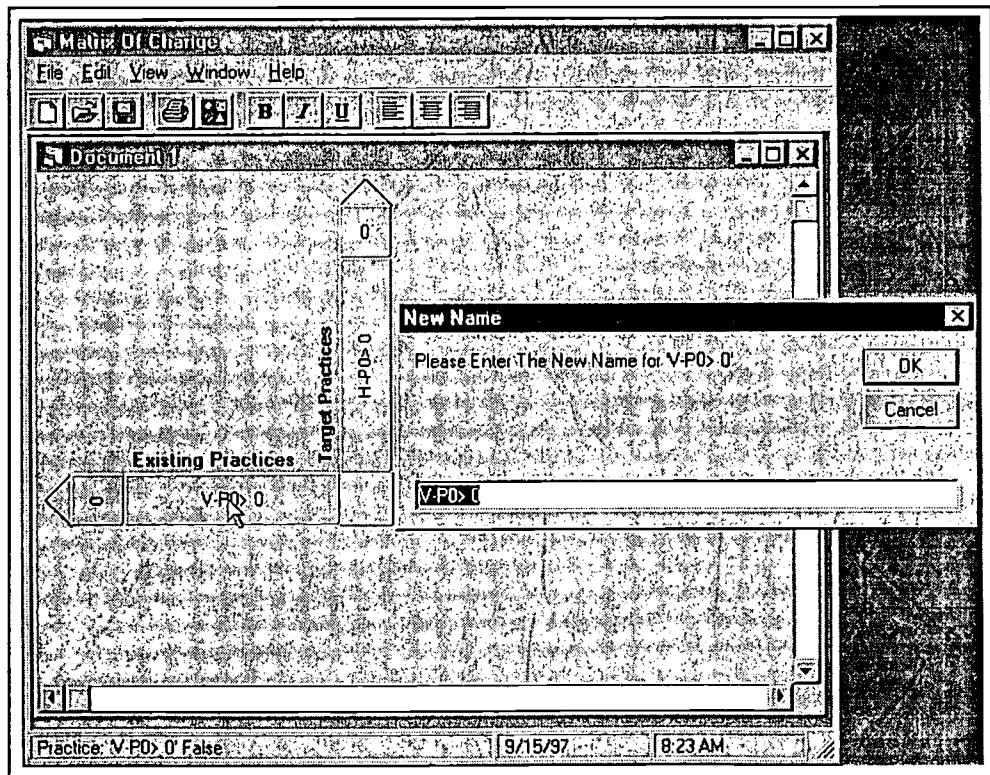 Matrix Of Change
File Edit View Window Help
B I U
Document 1
0
H-P0> 0
Target Practices
Existing Practices
0
V-P0> 0
New Name
Please Enter The New Name for 'V-P0> 0'
OK
Cancel
V-P0> 0
Practice: 'V-P0> 0' False
9/15/97
8:23 AM